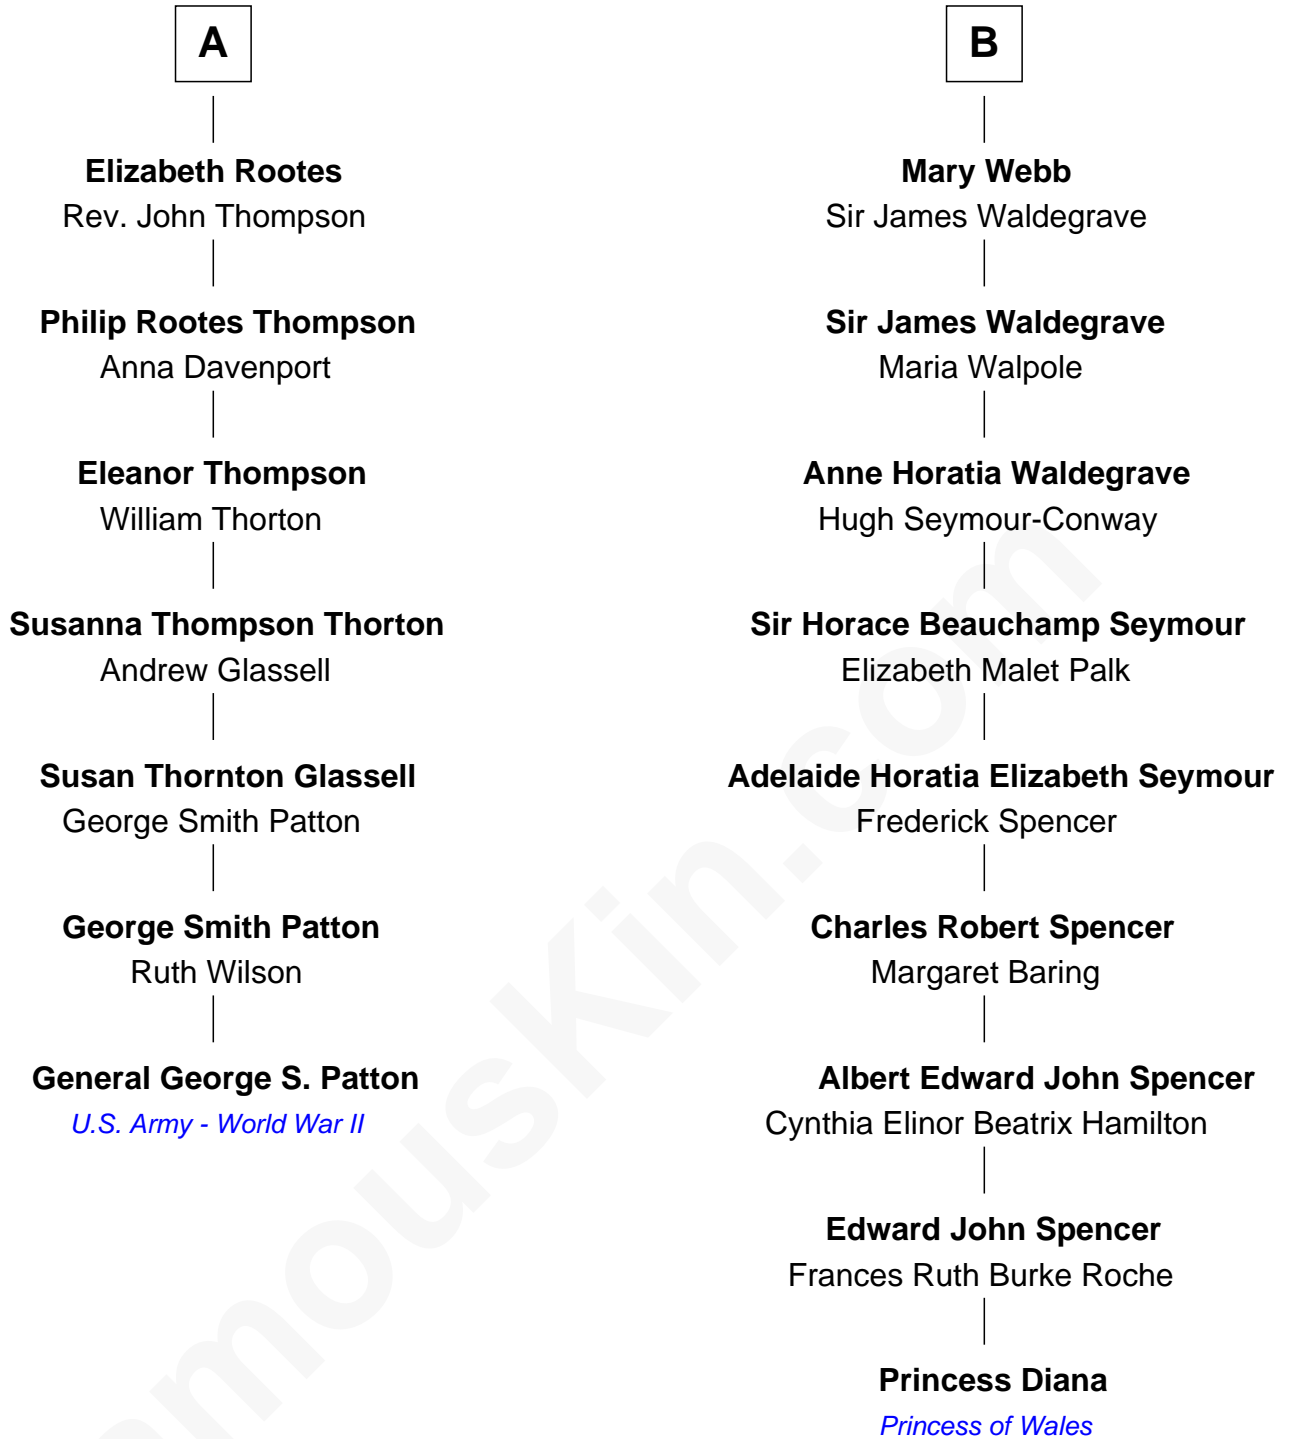 A
Elizabeth Rootes
Rev. John Thompson
Philip Rootes Thompson
Anna Davenport
Eleanor Thompson
William Thorton
Susanna Thompson Thorton
Andrew Glassell
Susan Thornton Glassell
George Smith Patton
George Smith Patton
Ruth Wilson
General George S. Patton
U.S. Army - World War II
B
Mary Webb
Sir James Waldegrave
Sir James Waldegrave
Maria Walpole
Anne Horatia Waldegrave
Hugh Seymour-Conway
Sir Horace Beauchamp Seymour
Elizabeth Malet Palk
Adelaide Horatia Elizabeth Seymour
Frederick Spencer
Charles Robert Spencer
Margaret Baring
Albert Edward John Spencer
Cynthia Elinor Beatrix Hamilton
Edward John Spencer
Frances Ruth Burke Roche
Princess Diana
Princess of Wales
amouskin.com